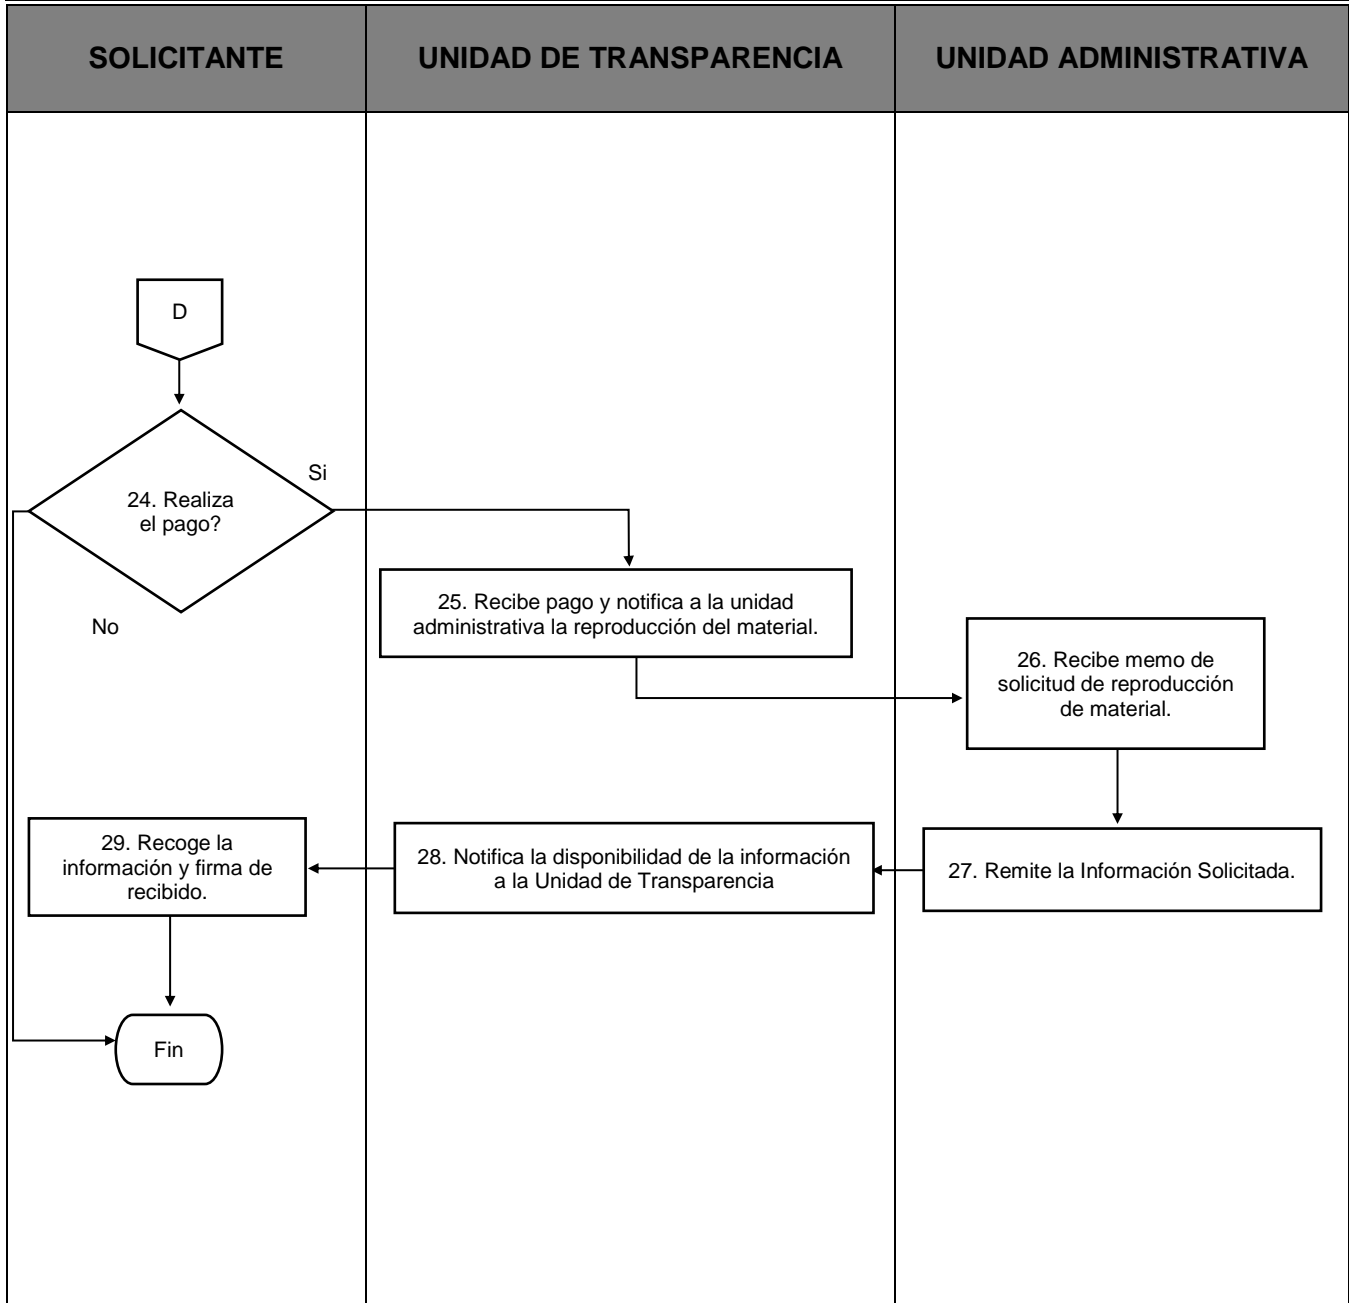 SOLICITANTE
UNIDAD DE TRANSPARENCIA
UNIDAD ADMINISTRATIVA
D
Si
24. Realiza
el pago?
No
25. Recibe pago y notifica a la unidad
administrativa la reproducción del material.
26. Recibe memo de
solicitud de reproducción
de material.
27. Remite la Información Solicitada.
28. Notifica la disponibilidad de la información
a la Unidad de Transparencia
29. Recoge la
información y firma de
recibido.
Fin